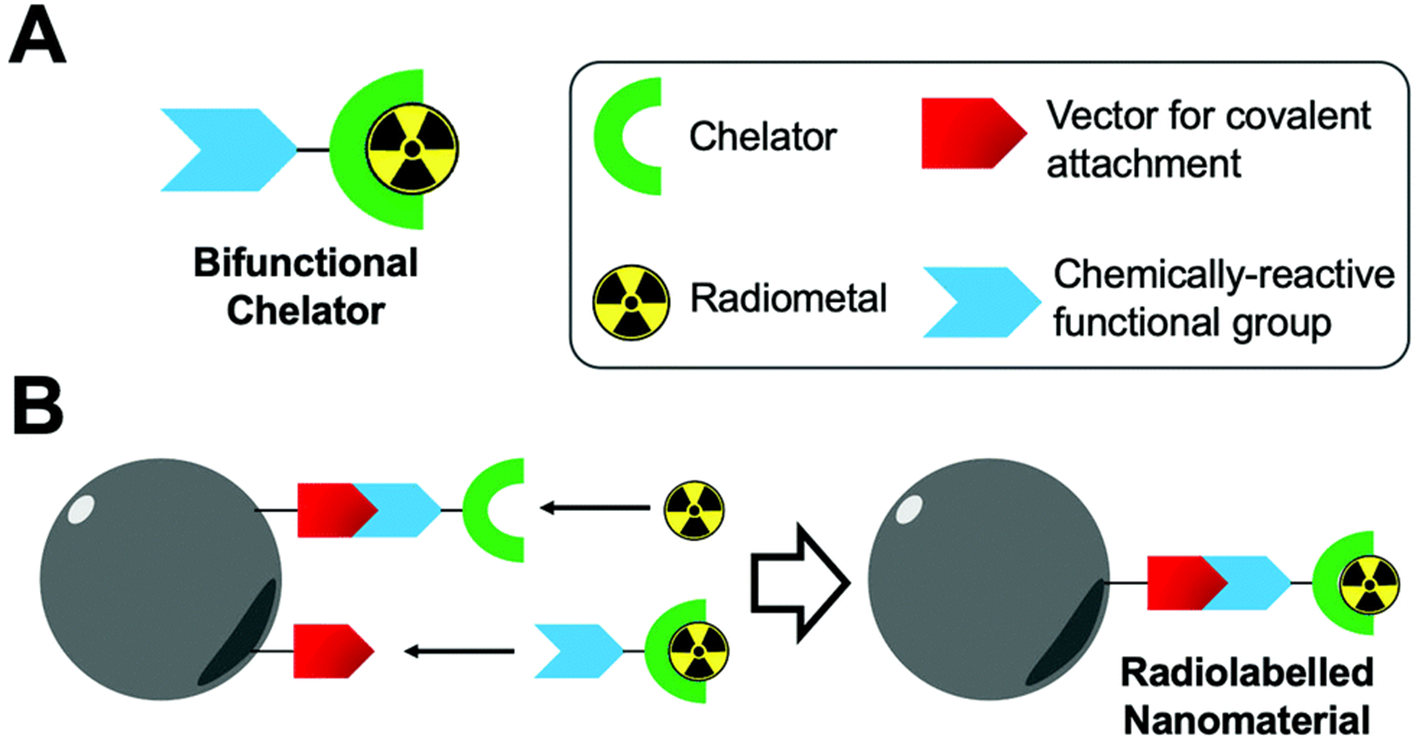 A
Bifunctional
Chelator
Chelator
Vector for covalent
attachment
Radiometal
Chemically-reactive
functional group
B
Radiolabelled
Nanomaterial